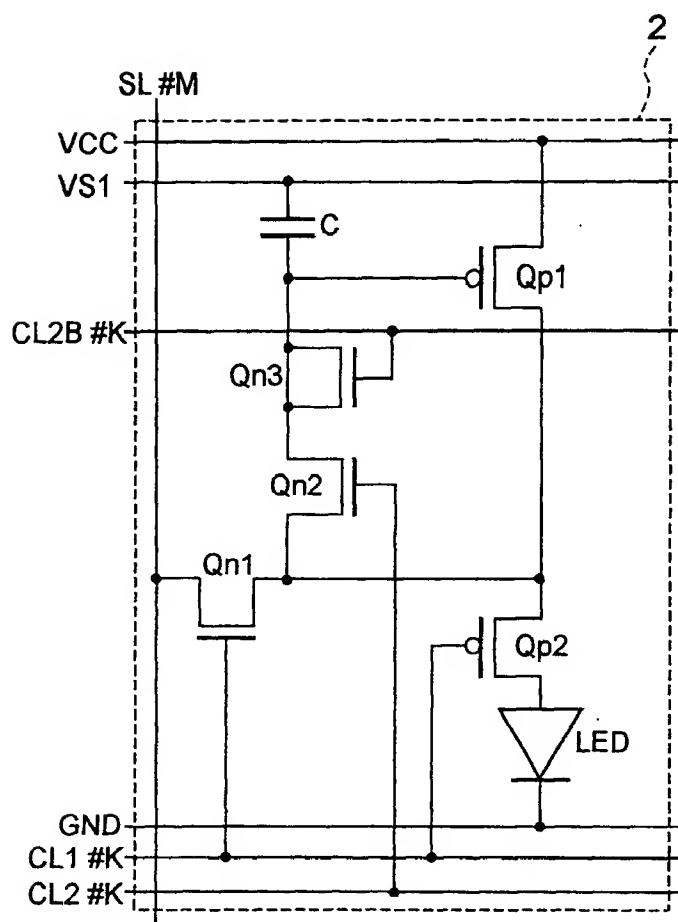 2
SL #M
VCC
VS1
C
Qp1
CL2B #K
Qn3
Qn2
Qn1
Qp2
LED
GND
CL1 #K
CL2 #K